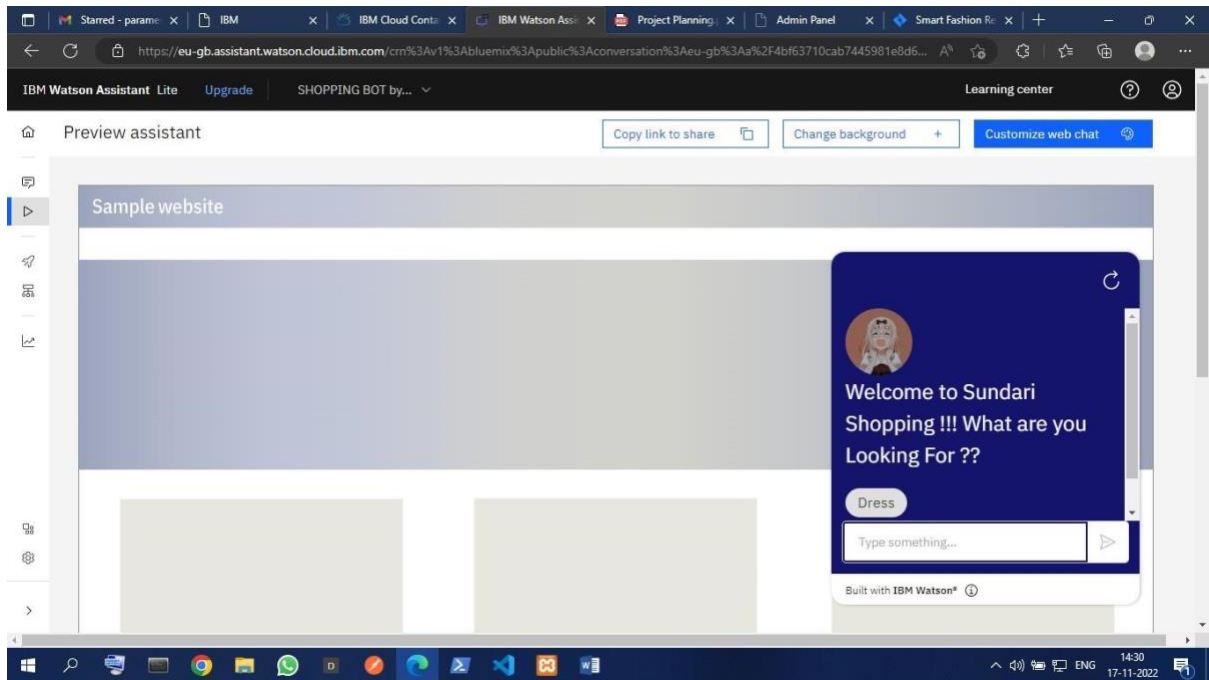 Starred - parame
IBM
IBM Cloud Conta
IBM Watson Assi
Project Planning.
Admin Panel
Smart Fashion Re
https://eu-gb.assistant.watson.cloud.ibm.com/crn%3Av1%3Abluemix%3Apublic%3Aconversation%3Aeu-gb%3Aa%2F4bf63710cab7445981e8d6...
IBM Watson Assistant Lite Upgrade SHOPPING BOT by... Learning center
Preview assistant Copy link to share Change background + Customize web chat
Sample website
Welcome to Sundari
Shopping !!! What are you
Looking For ??
Dress
Type something...
Built with IBM Watson®
ENG
14:30
17-11-2022